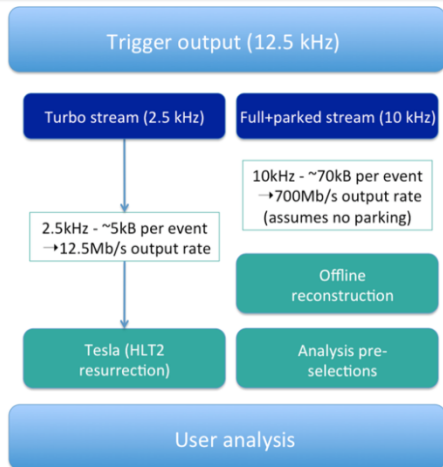 Trigger output (12.5 kHz)
Turbo stream (2.5 kHz)
Full+parked stream (10 kHz)
10kHz - ~70kB per event
→700Mb/s output rate
(assumes no parking)
2.5kHz - ~5kB per event
→12.5Mb/s output rate
Offline
reconstruction
Tesla (HLT2
resurrection)
Analysis pre-
selections
User analysis